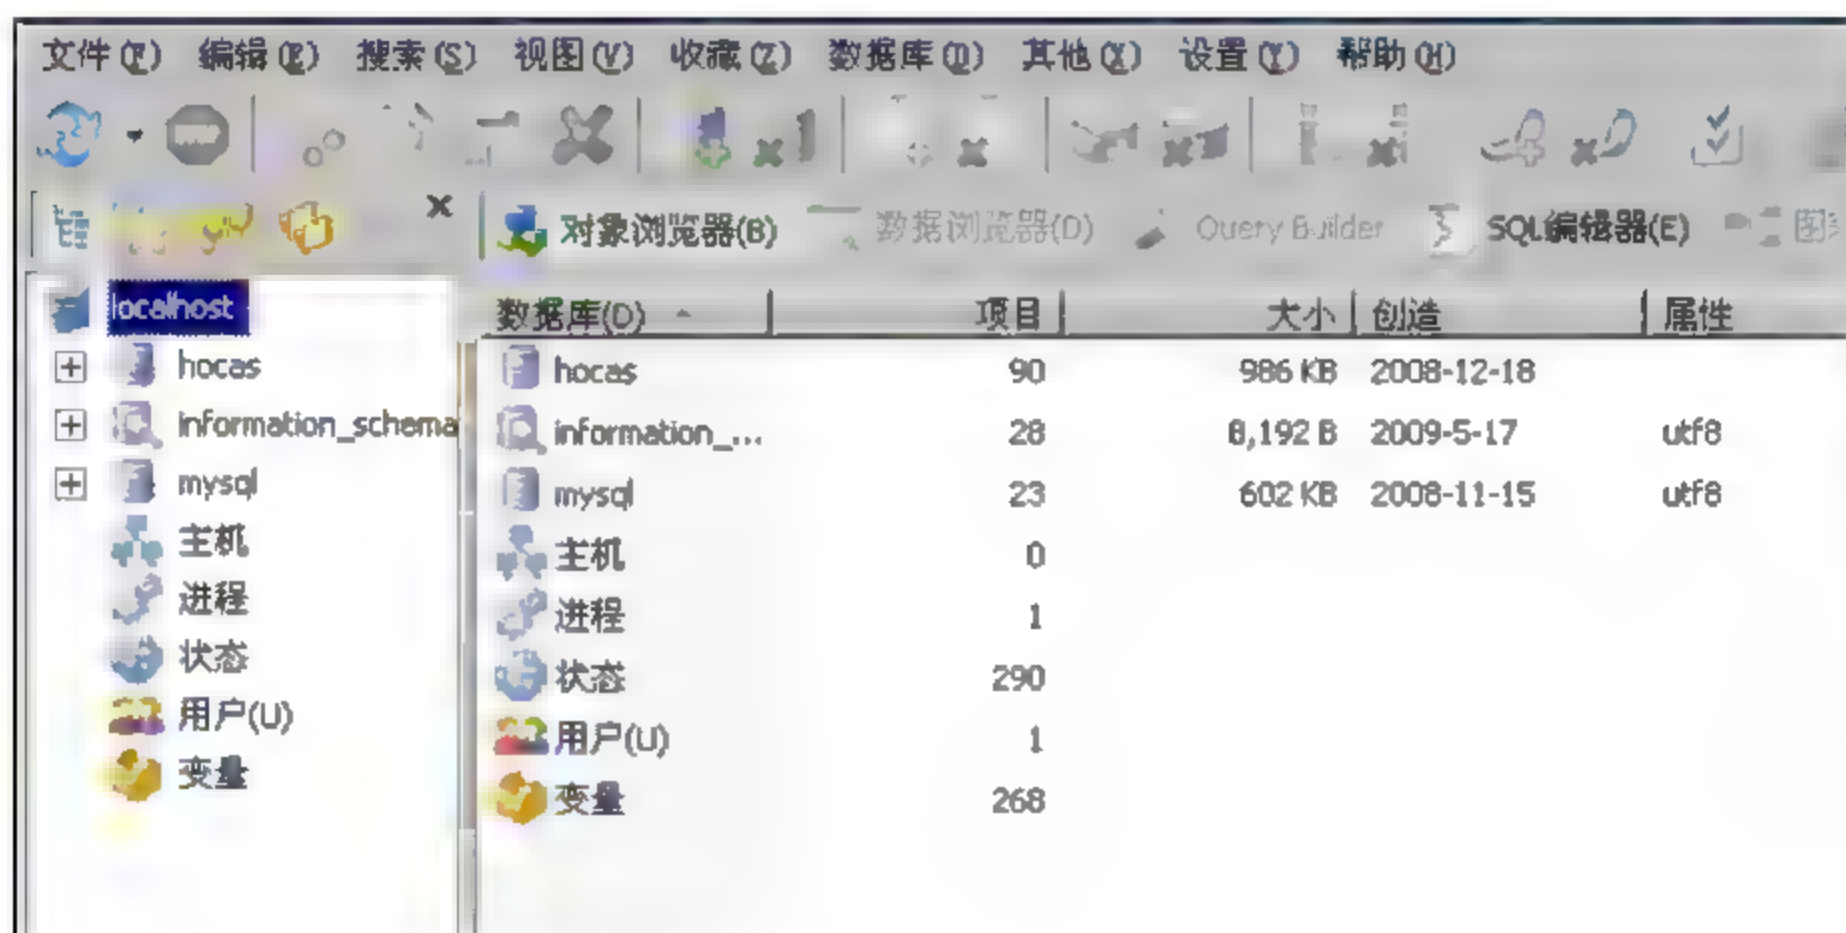 文件(F) 编辑(E) 搜索(S) 视图(V) 收藏(Z) 数据库(D) 其他(X) 设置(Y) 帮助(H)
对象浏览器(B) 数据浏览器(D) Query Builder SQL编辑器(E) 图
localhost
hocas
information_schema
mysql
主机
进程
状态
用户(U)
变量
数据库(D) 项目 大小 创造 属性
hocas 90 986 KB 2008-12-18
information_... 28 8,192 B 2009-5-17 utf8
mysql 23 602 KB 2008-11-15 utf8
主机 0
进程 1
状态 290
用户(U) 1
变量 268